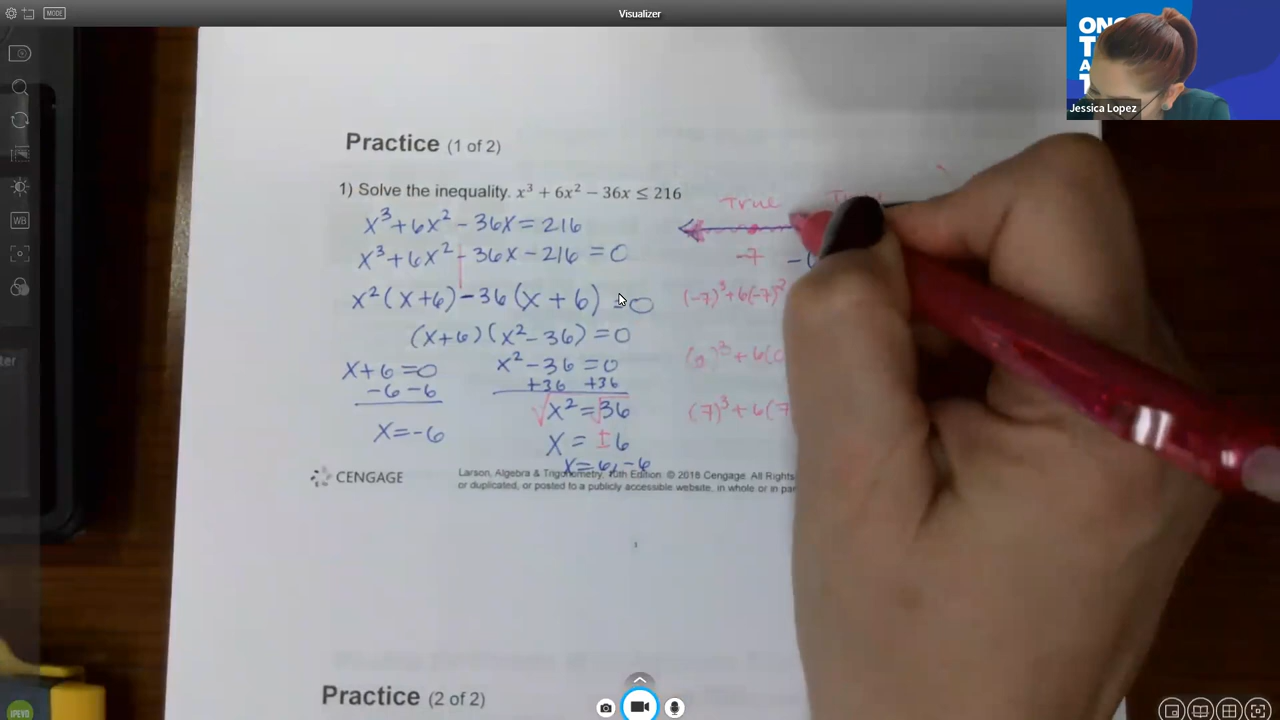 MODE
Visualizer
Jessica Lopez
WB
Practice (1 of 2)
1) Solve the inequality. x³ + 6x² − 36x ≤ 216
x³ + 6x² - 36x = 216
x³ + 6x² - 36x - 216 = 0
x²(x+6) - 36(x+6) = 0
(x+6)(x²-36) = 0
x+6=0
-6 -6
x=-6
x²-36=0
+36 +36
√x² = √36
x = ±6
x=6,-6
True
-7
(-7)³+6(-7)²
(0)³+6(
(7)³+6(7
CENGAGE
Larson, Algebra & Trigonometry, 10th Edition. © 2018 Cengage. All Rights
or duplicated, or posted to a publicly accessible website, in whole or in par
Practice (2 of 2)
IPEVO